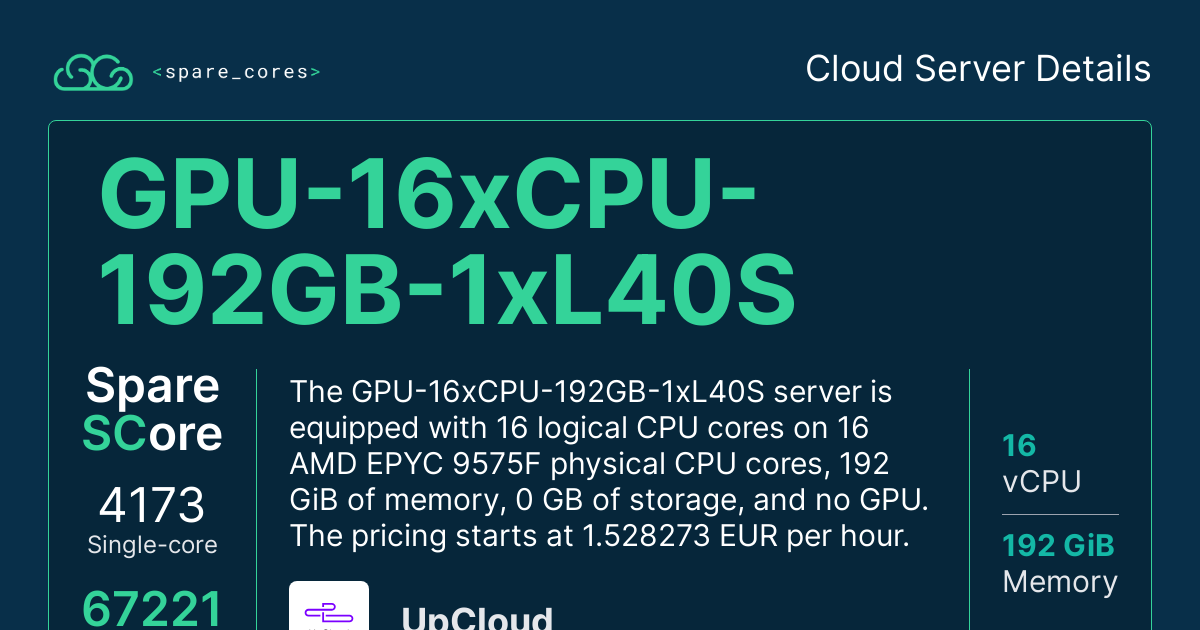 <spare_cores>
Cloud Server Details
GPU-16xCPU-
192GB-1xL40S
Spare
SCore
4173
Single-core
67221
The GPU-16xCPU-192GB-1xL40S server is
equipped with 16 logical CPU cores on 16
AMD EPYC 9575F physical CPU cores, 192
GiB of memory, 0 GB of storage, and no GPU.
The pricing starts at 1.528273 EUR per hour.
UpCloud
16
vCPU
192 GiB
Memory